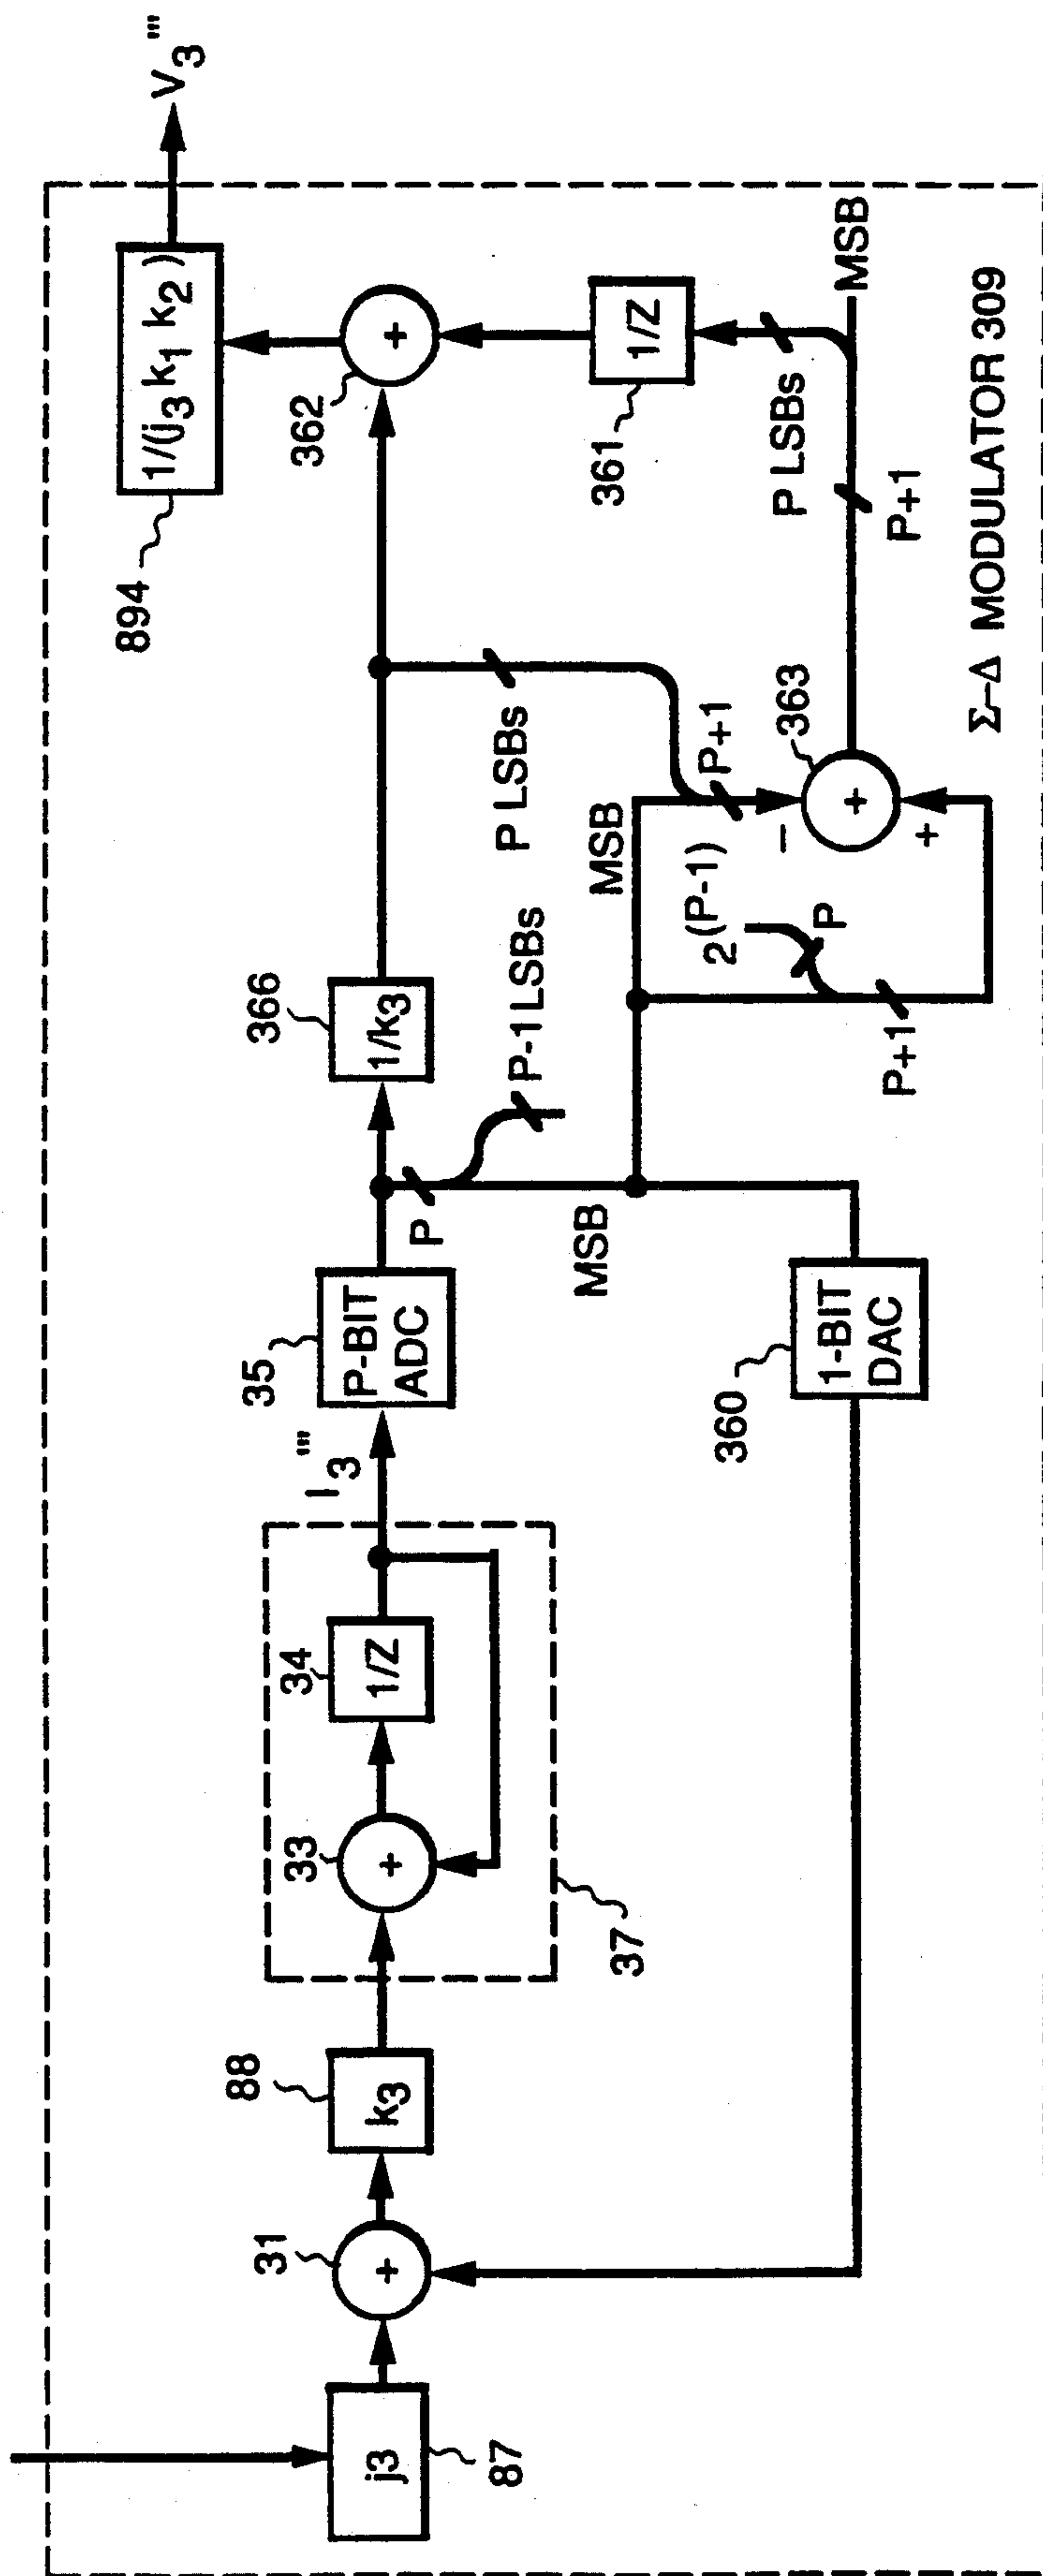 j3
87
31
+
88
k3
37
33
+
34
1/Z
I3'''
35
P-BIT
ADC
P
P-1 LSBs
MSB
360
1-BIT
DAC
366
1/k3
P LSBs
MSB
P+1
2(P-1)
P
P+1
−
+
+
363
P+1
P LSBs
MSB
361
1/Z
362
+
894
1/(j3 k1 k2)
V3'''
Σ-Δ MODULATOR 309